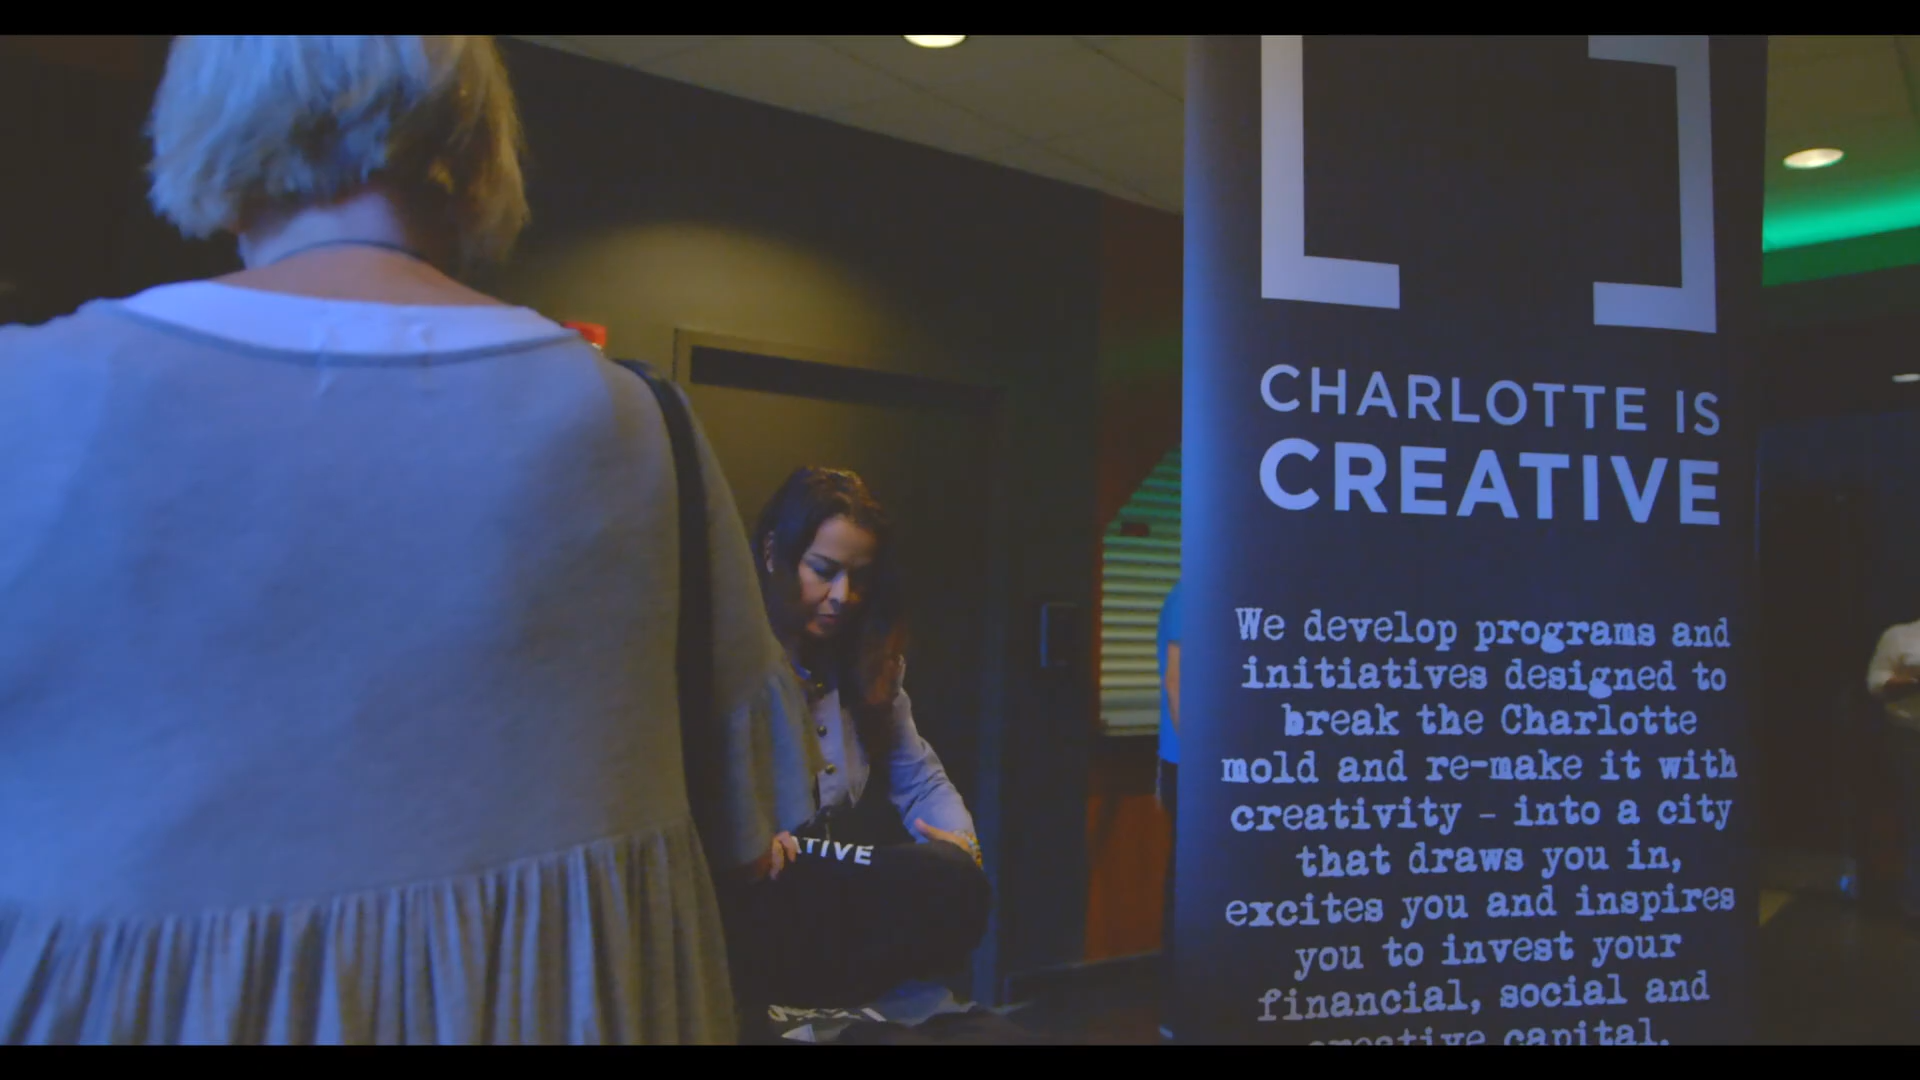 CHARLOTTE IS
CREATIVE
We develop programs and
initiatives designed to
break the Charlotte
mold and re-make it with
creativity – into a city
that draws you in,
excites you and inspires
you to invest your
financial, social and
creative capital.
ATIVE